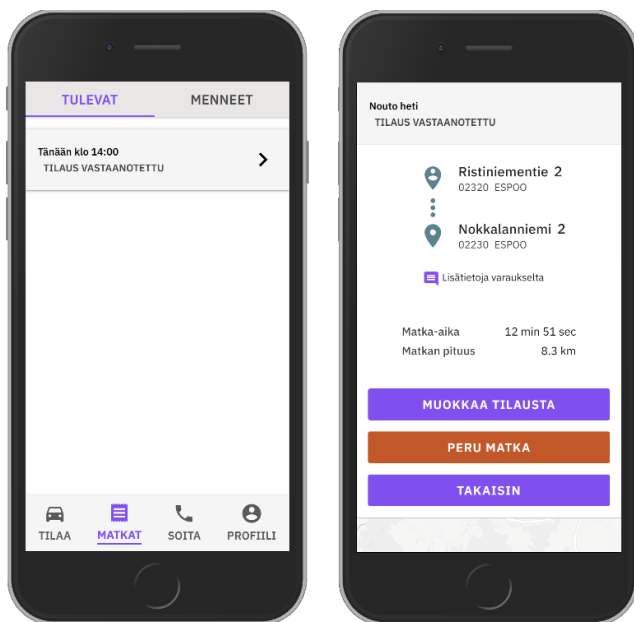 TULEVAT MENNEET
Tänään klo 14:00
TILAUS VASTAANOTETTU
TILAA MATKAT SOITA PROFIILI
Nouto heti
TILAUS VASTAANOTETTU
Ristiniementie 2
02320 ESPOO
Nokkalanniemi 2
02230 ESPOO
Lisätietoja varaukselta
Matka-aika 12 min 51 sec
Matkan pituus 8.3 km
MUOKKAA TILAUSTA
PERU MATKA
TAKAISIN